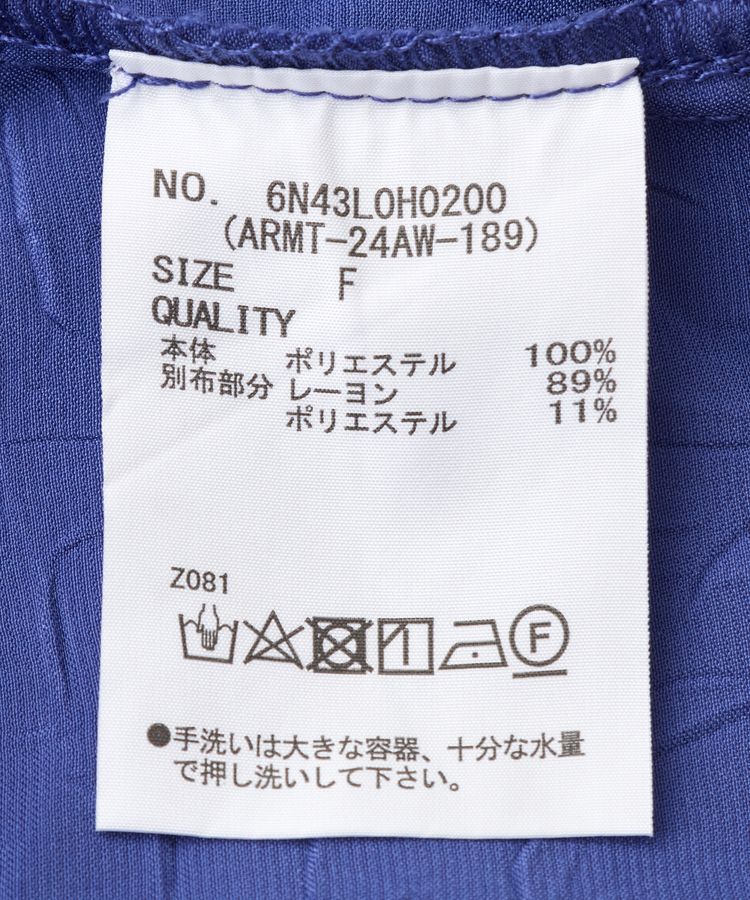 NO. 6N43L0H0200
(ARMT-24AW-189)
SIZE F
QUALITY
本体 ポリエステル 100%
別布部分 レーヨン 89%
ポリエステル 11%
Z081
F
●手洗いは大きな容器、十分な水量
で押し洗いして下さい。